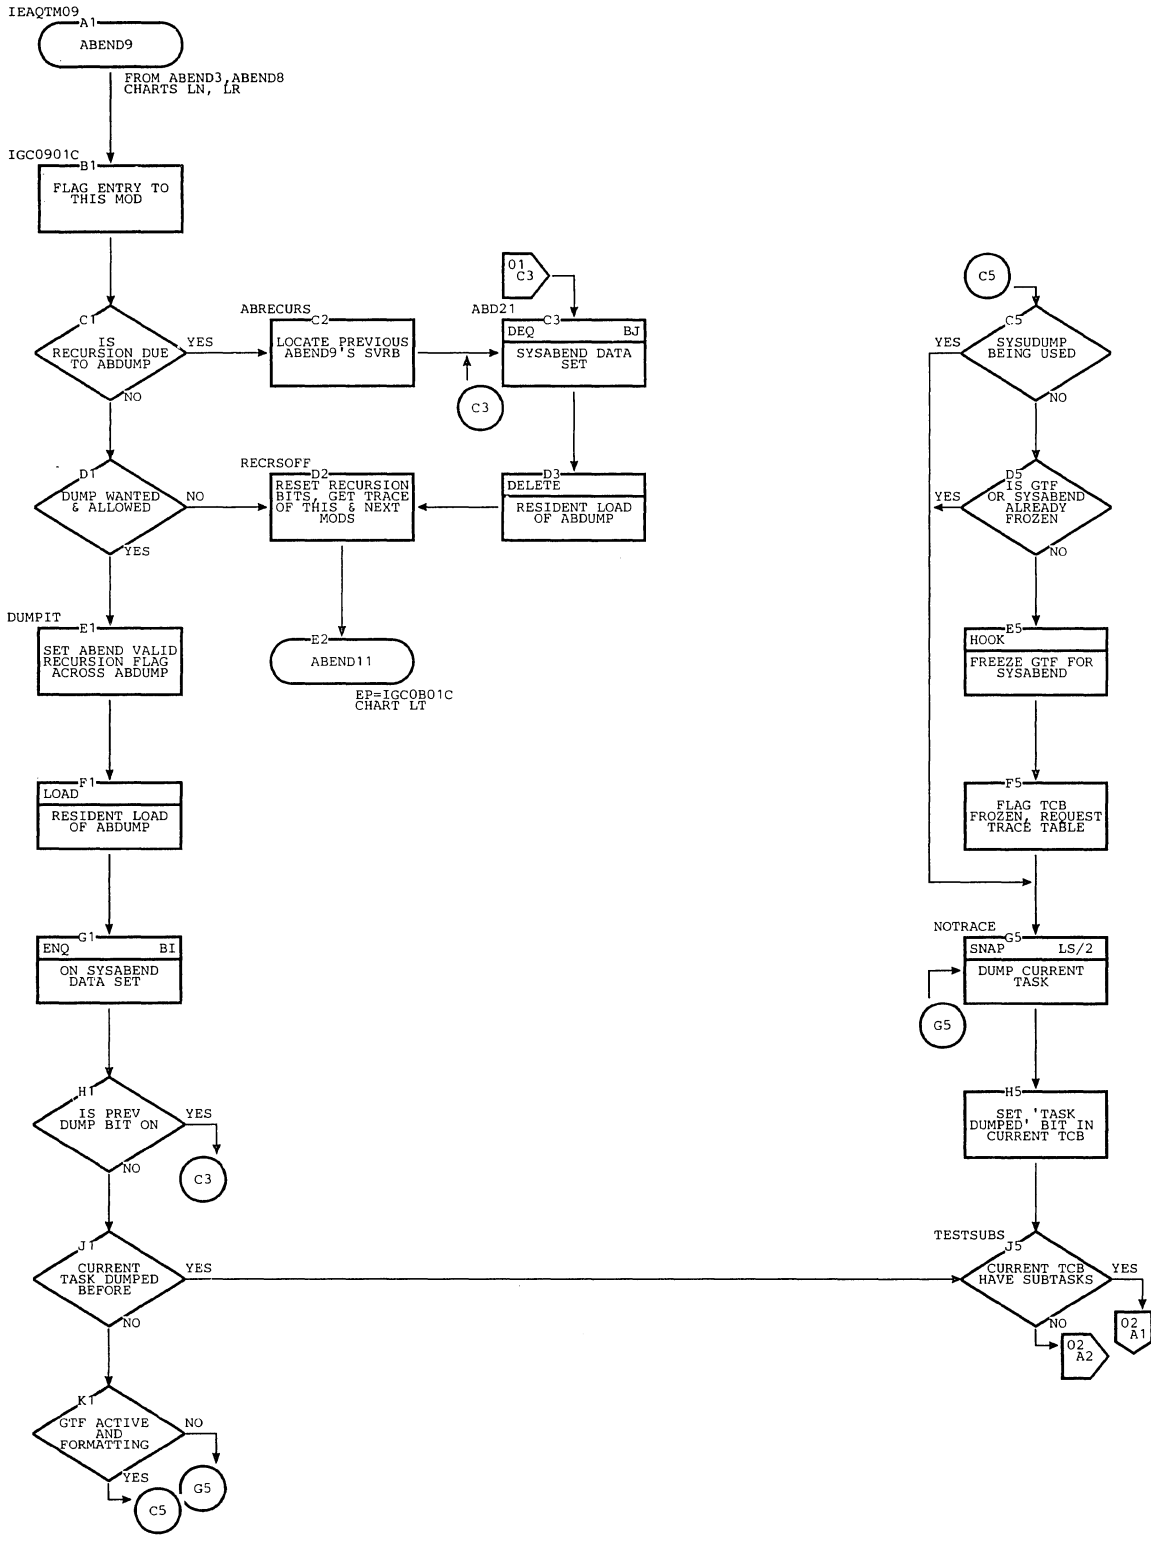 IEAQTM09
A1
ABEND9
FROM ABEND3,ABEND8
CHARTS LN, LR
IGC0901C
B1
FLAG ENTRY TO
THIS MOD
C1
IS
RECURSION DUE
TO ABDUMP
YES
NO
ABRECURS
C2
LOCATE PREVIOUS
ABEND9'S SVRB
01
C3
ABD21
C3
DEQ BJ
SYSABEND DATA
SET
C3
D1
DUMP WANTED
& ALLOWED
NO
YES
RECRSOFF
D2
RESET RECURSION
BITS, GET TRACE
OF THIS & NEXT
MODS
D3
DELETE
RESIDENT LOAD
OF ABDUMP
E2
ABEND11
EP=IGC0B01C
CHART LT
DUMPIT
E1
SET ABEND VALID
RECURSION FLAG
ACROSS ABDUMP
F1
LOAD
RESIDENT LOAD
OF ABDUMP
G1
ENQ BI
ON SYSABEND
DATA SET
H1
IS PREV
DUMP BIT ON
YES
NO
C3
J1
CURRENT
TASK DUMPED
BEFORE
YES
NO
K1
GTF ACTIVE
AND
FORMATTING
NO
YES
G5
C5
C5
C5
SYSUDUMP
BEING USED
YES
NO
D5
IS GTF
OR SYSABEND
ALREADY
FROZEN
YES
NO
E5
HOOK
FREEZE GTF FOR
SYSABEND
F5
FLAG TCB
FROZEN, REQUEST
TRACE TABLE
NOTRACE
G5
SNAP LS/2
DUMP CURRENT
TASK
G5
H5
SET 'TASK
DUMPED' BIT IN
CURRENT TCB
TESTSUBS
J5
CURRENT TCB
HAVE SUBTASKS
YES
NO
02
A1
02
A2